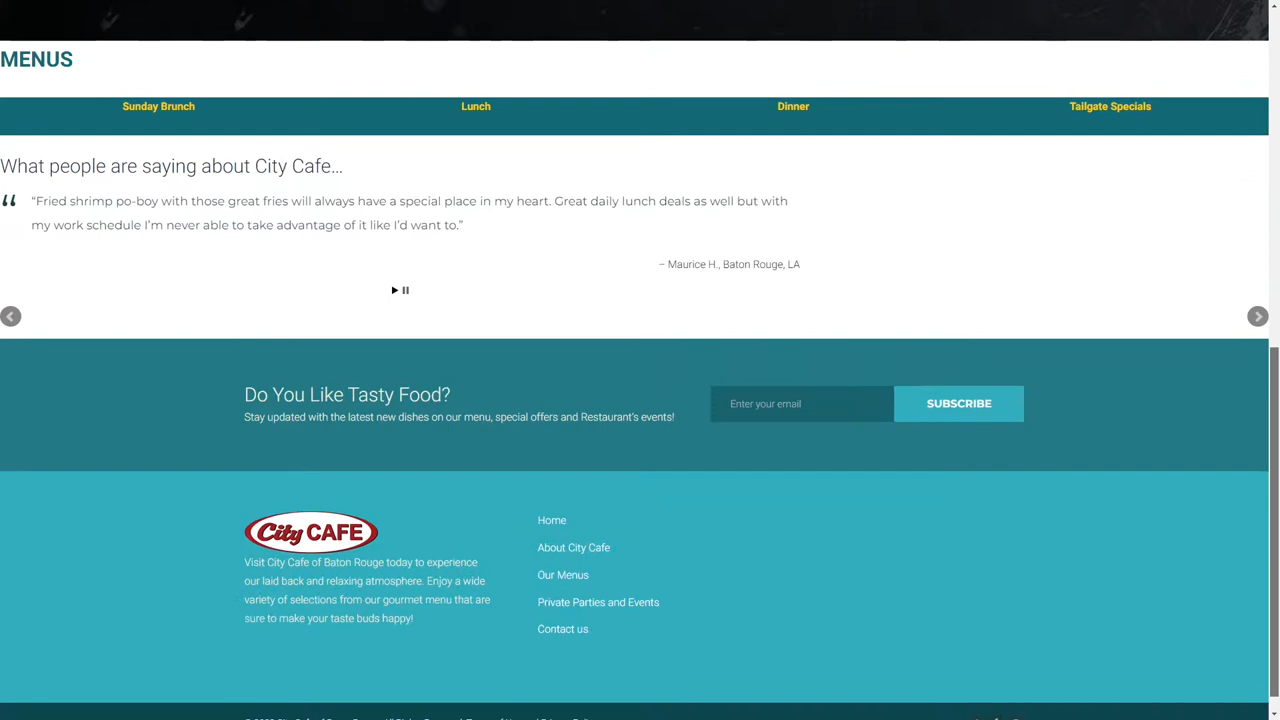 MENUS
Sunday Brunch Lunch Dinner Tailgate Specials
What people are saying about City Cafe...
“Fried shrimp po-boy with those great fries will always have a special place in my heart. Great daily lunch deals as well but with
my work schedule I’m never able to take advantage of it like I’d want to.”
– Maurice H., Baton Rouge, LA
Do You Like Tasty Food?
Stay updated with the latest new dishes on our menu, special offers and Restaurant's events!
Enter your email
SUBSCRIBE
City CAFE
Visit City Cafe of Baton Rouge today to experience
our laid back and relaxing atmosphere. Enjoy a wide
variety of selections from our gourmet menu that are
sure to make your taste buds happy!
Home
About City Cafe
Our Menus
Private Parties and Events
Contact us